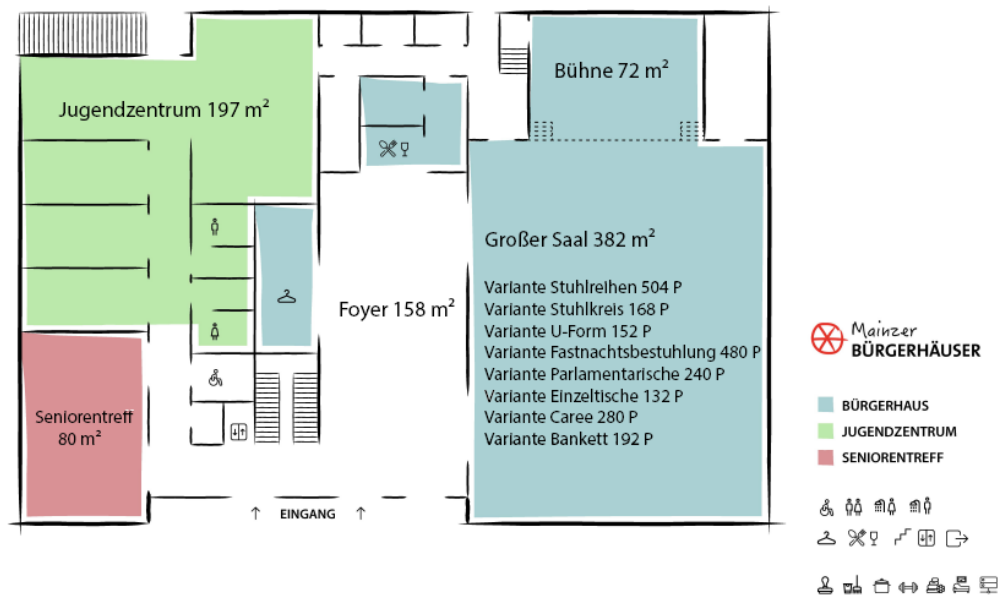 Bühne 72 m²
Jugendzentrum 197 m²
Großer Saal 382 m²
Variante Stuhlreihen 504 P
Variante Stuhlkreis 168 P
Variante U-Form 152 P
Variante Fastnachtsbestuhlung 480 P
Variante Parlamentarische 240 P
Variante Einzeltische 132 P
Variante Caree 280 P
Variante Bankett 192 P
Foyer 158 m²
Seniorentreff
80 m²
EINGANG
Mainzer
BÜRGERHÄUSER
BÜRGERHAUS
JUGENDZENTRUM
SENIORENTREFF